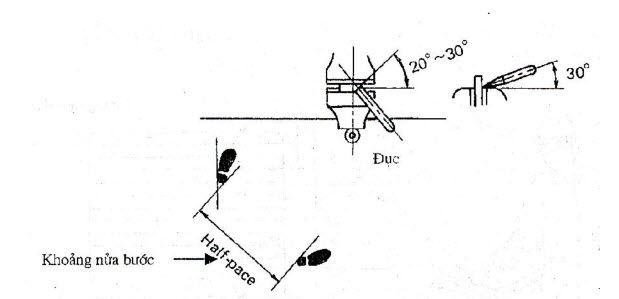 20°~30°
30°
Đục
Half-pace
Khoảng nửa bước